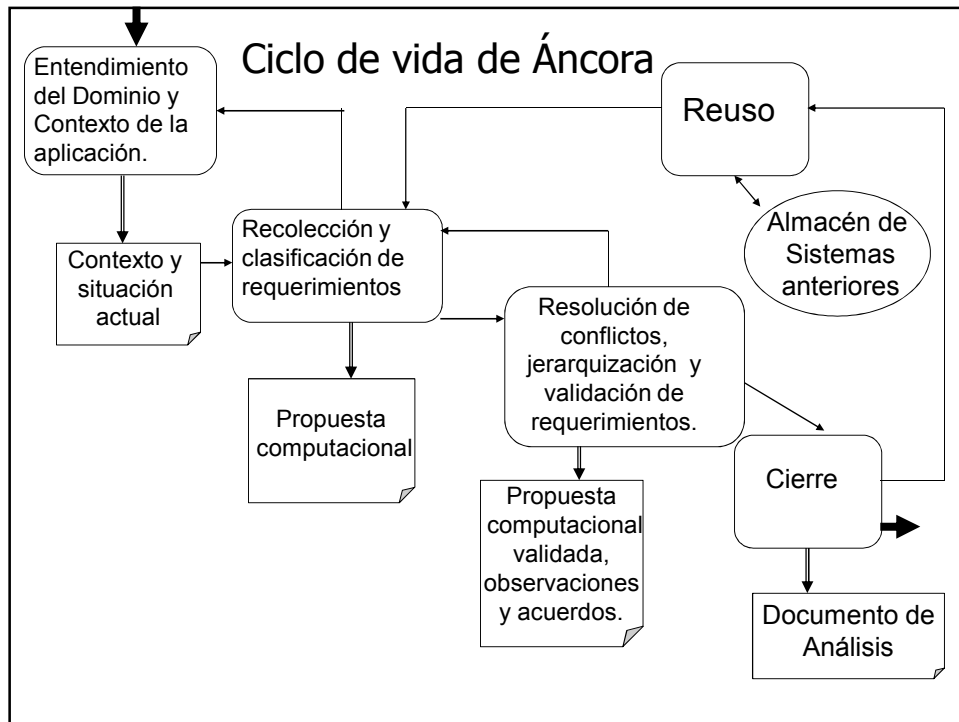 Ciclo de vida de Áncora
Entendimiento
del Dominio y
Contexto de la
aplicación.
Reuso
Almacén de
Sistemas
anteriores
Contexto y
situación
actual
Recolección y
clasificación de
requerimientos
Resolución de
conflictos,
jerarquización y
validación de
requerimientos.
Propuesta
computacional
Cierre
Propuesta
computacional
validada,
observaciones
y acuerdos.
Documento de
Análisis